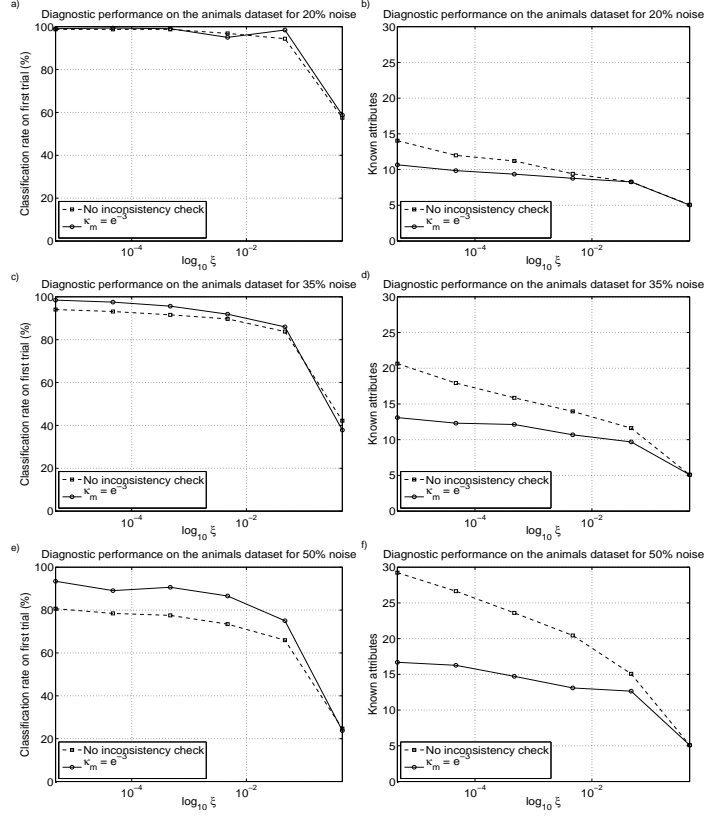 a)
Diagnostic performance on the animals dataset for 20% noise
100
80
60
40
20
0
Classification rate on first trial (%)
No inconsistency check
κm = e−3
10−4
10−2
log10 ξ
b)
Diagnostic performance on the animals dataset for 20% noise
30
25
20
15
10
5
0
Known attributes
No inconsistency check
κm = e−3
10−4
10−2
log10 ξ
c)
Diagnostic performance on the animals dataset for 35% noise
100
80
60
40
20
0
Classification rate on first trial (%)
No inconsistency check
κm = e−3
10−4
10−2
log10 ξ
d)
Diagnostic performance on the animals dataset for 35% noise
30
25
20
15
10
5
0
Known attributes
No inconsistency check
κm = e−3
10−4
10−2
log10 ξ
e)
Diagnostic performance on the animals dataset for 50% noise
100
80
60
40
20
0
Classification rate on first trial (%)
No inconsistency check
κm = e−3
10−4
10−2
log10 ξ
f)
Diagnostic performance on the animals dataset for 50% noise
30
25
20
15
10
5
0
Known attributes
No inconsistency check
κm = e−3
10−4
10−2
log10 ξ